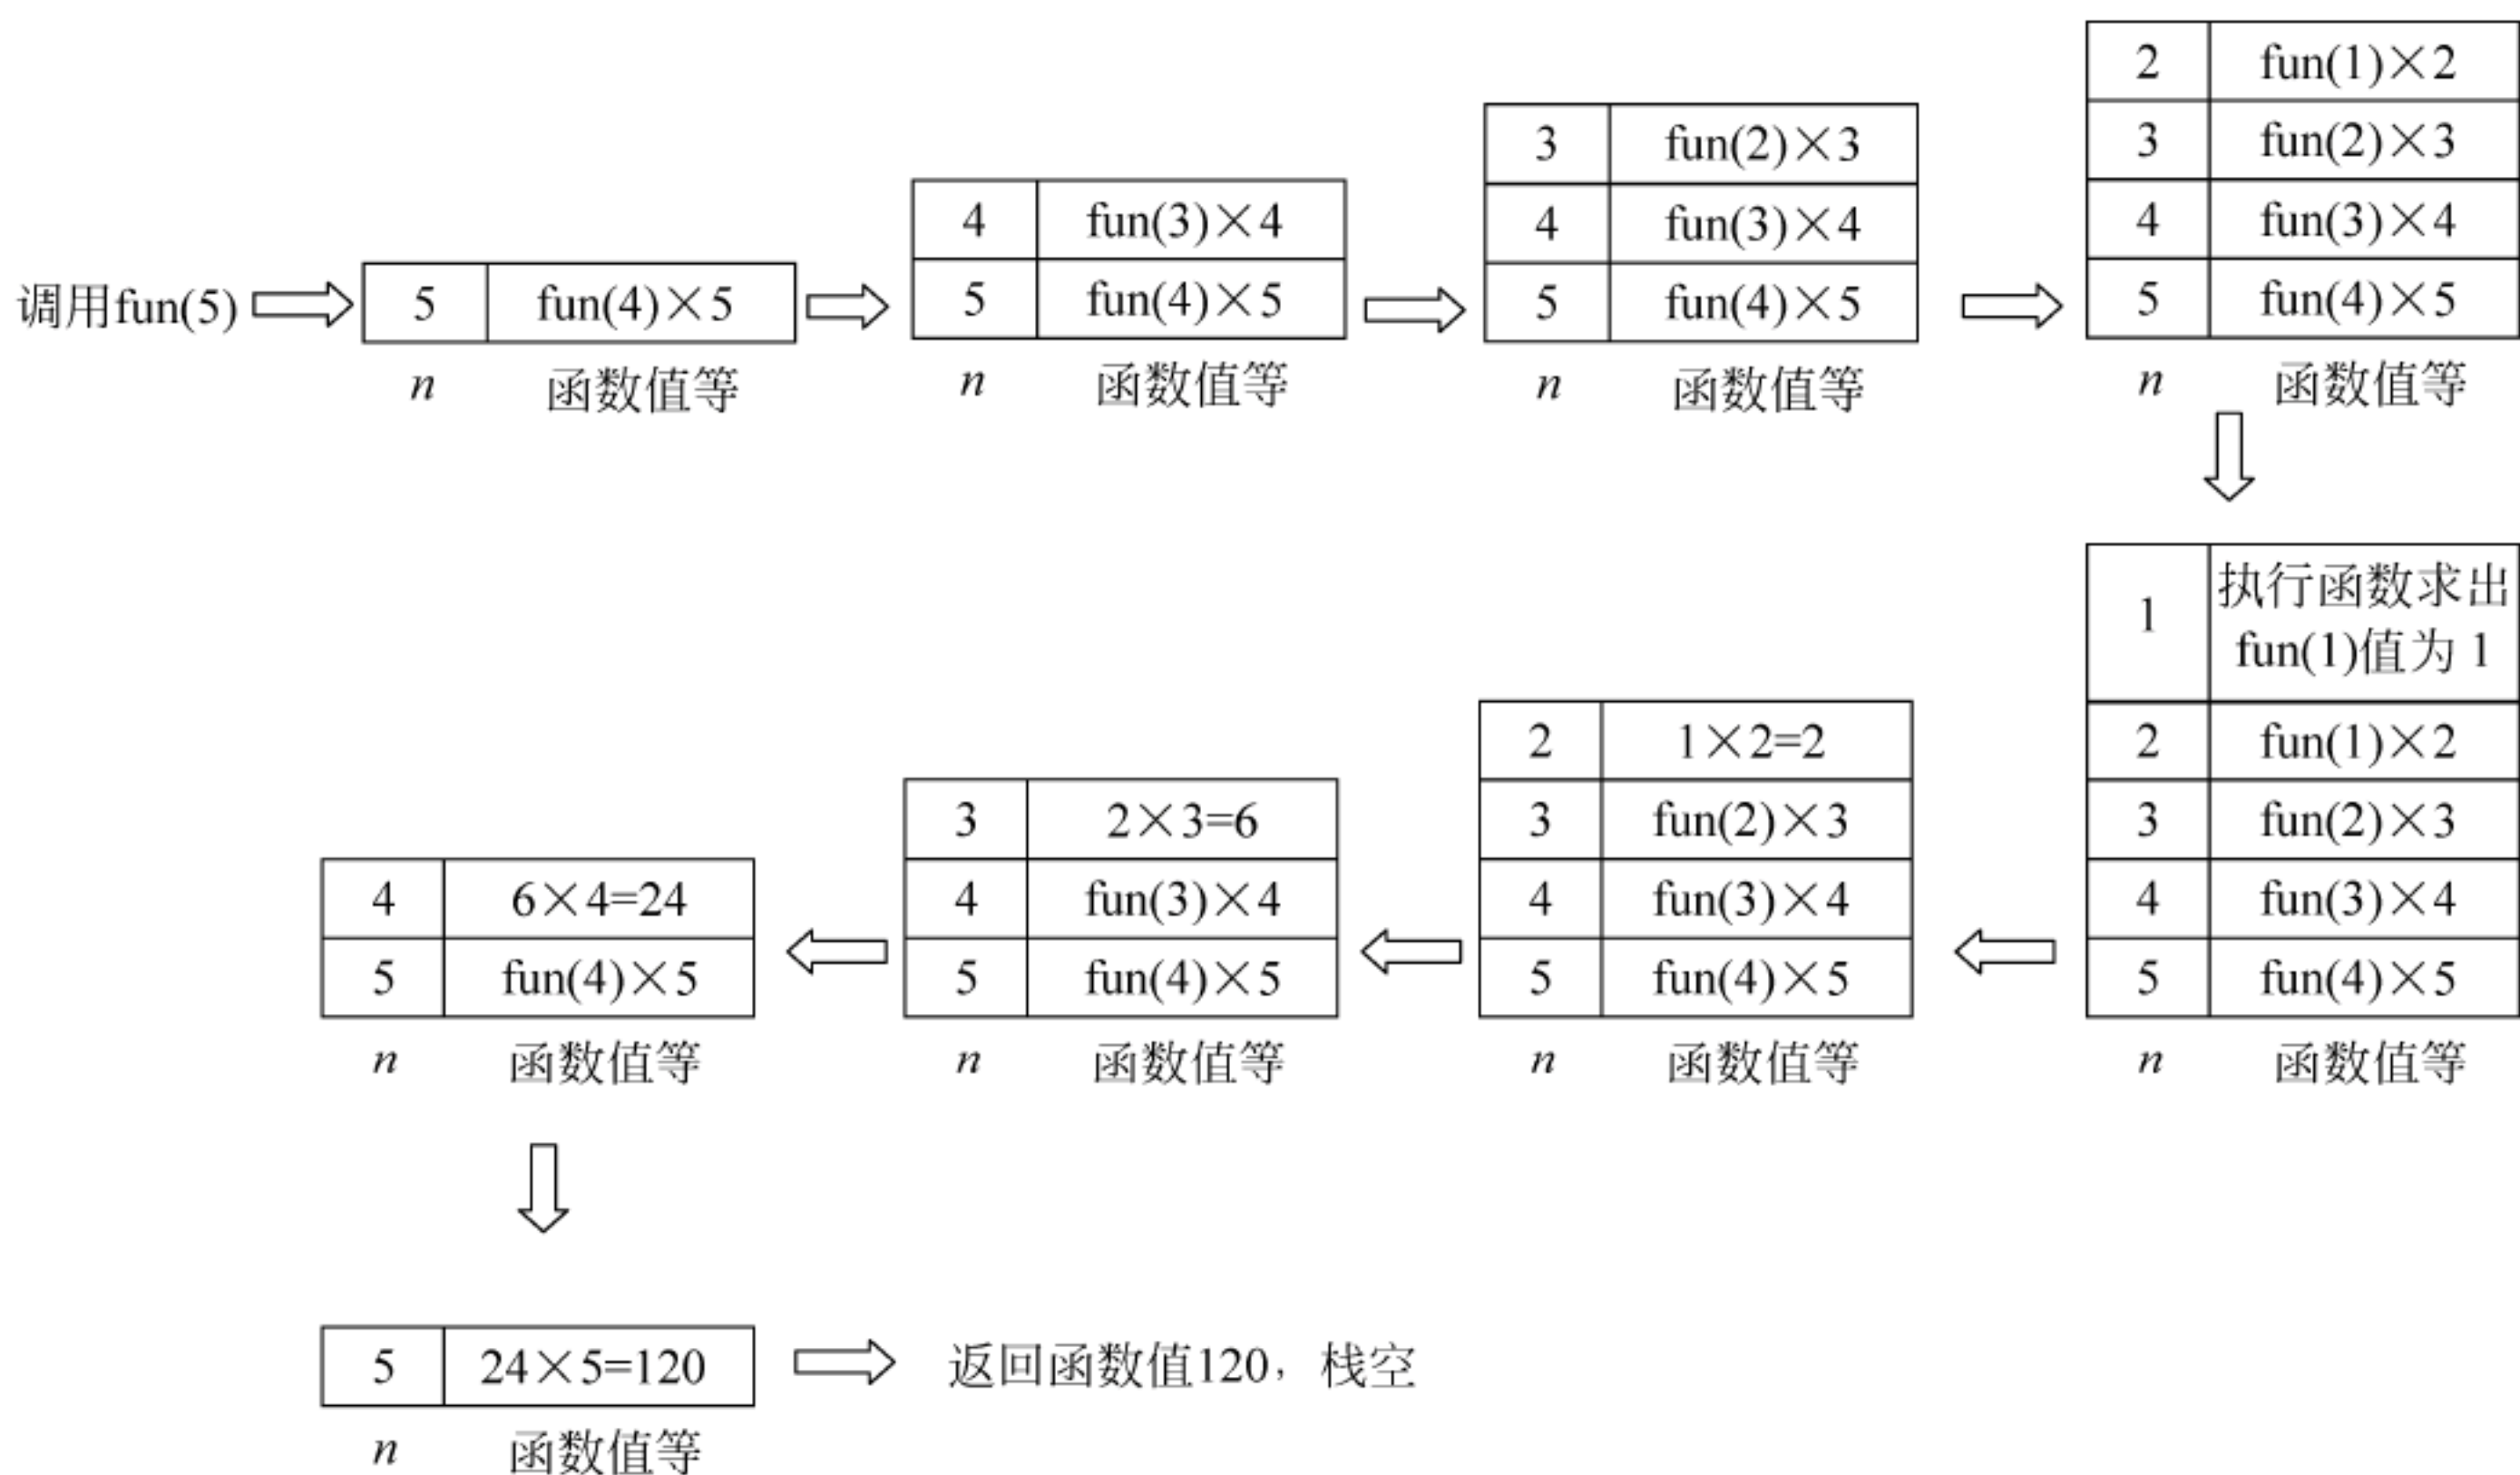 调用fun(5)
5 fun(4)×5
n 函数值等
4 fun(3)×4
5 fun(4)×5
n 函数值等
3 fun(2)×3
4 fun(3)×4
5 fun(4)×5
n 函数值等
2 fun(1)×2
3 fun(2)×3
4 fun(3)×4
5 fun(4)×5
n 函数值等
1 执行函数求出
fun(1)值为 1
2 fun(1)×2
3 fun(2)×3
4 fun(3)×4
5 fun(4)×5
n 函数值等
2 1×2=2
3 fun(2)×3
4 fun(3)×4
5 fun(4)×5
n 函数值等
3 2×3=6
4 fun(3)×4
5 fun(4)×5
n 函数值等
4 6×4=24
5 fun(4)×5
n 函数值等
5 24×5=120
n 函数值等
返回函数值120，栈空